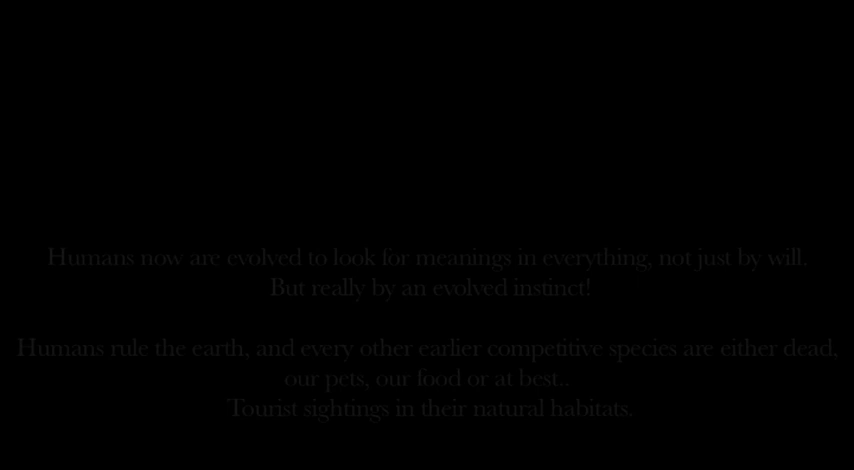 Humans now are evolved to look for meanings in everything, not just by will.
But really by an evolved instinct!
Humans rule the earth, and every other earlier competitive species are either dead,
our pets, our food or at best..
Tourist sightings in their natural habitats.